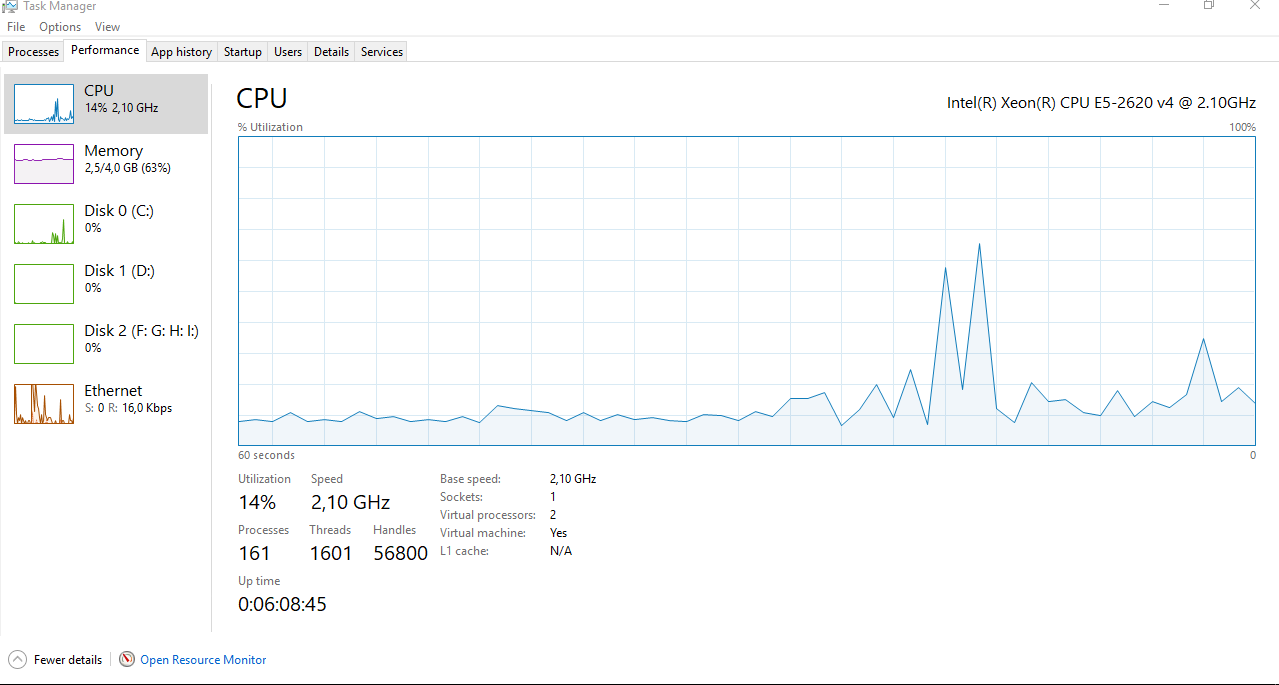 Task Manager
File Options View
Processes Performance App history Startup Users Details Services
CPU
14% 2,10 GHz
Memory
2,5/4,0 GB (63%)
Disk 0 (C:)
0%
Disk 1 (D:)
0%
Disk 2 (F: G: H: I:)
0%
Ethernet
S: 0 R: 16,0 Kbps
CPU
Intel(R) Xeon(R) CPU E5-2620 v4 @ 2.10GHz
% Utilization 100%
60 seconds 0
Utilization Speed
14% 2,10 GHz
Processes Threads Handles
161 1601 56800
Up time
0:06:08:45
Base speed: 2,10 GHz
Sockets: 1
Virtual processors: 2
Virtual machine: Yes
L1 cache: N/A
Fewer details Open Resource Monitor